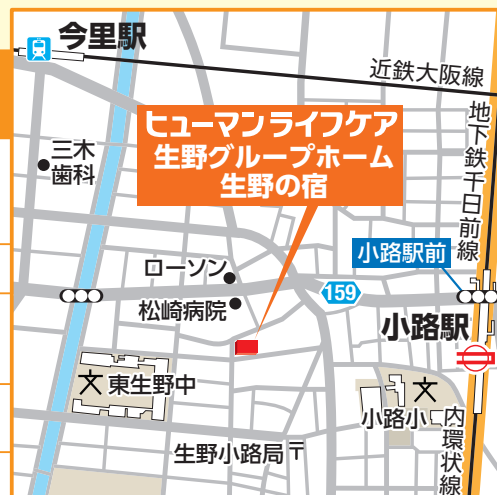 今里駅
近鉄大阪線
地下鉄千日前線
三木
歯科
ヒューマンライフケア
生野グループホーム
生野の宿
小路駅前
ローソン
159
松崎病院
小路駅
東生野中
小路小
生野小路局〒
内環状線